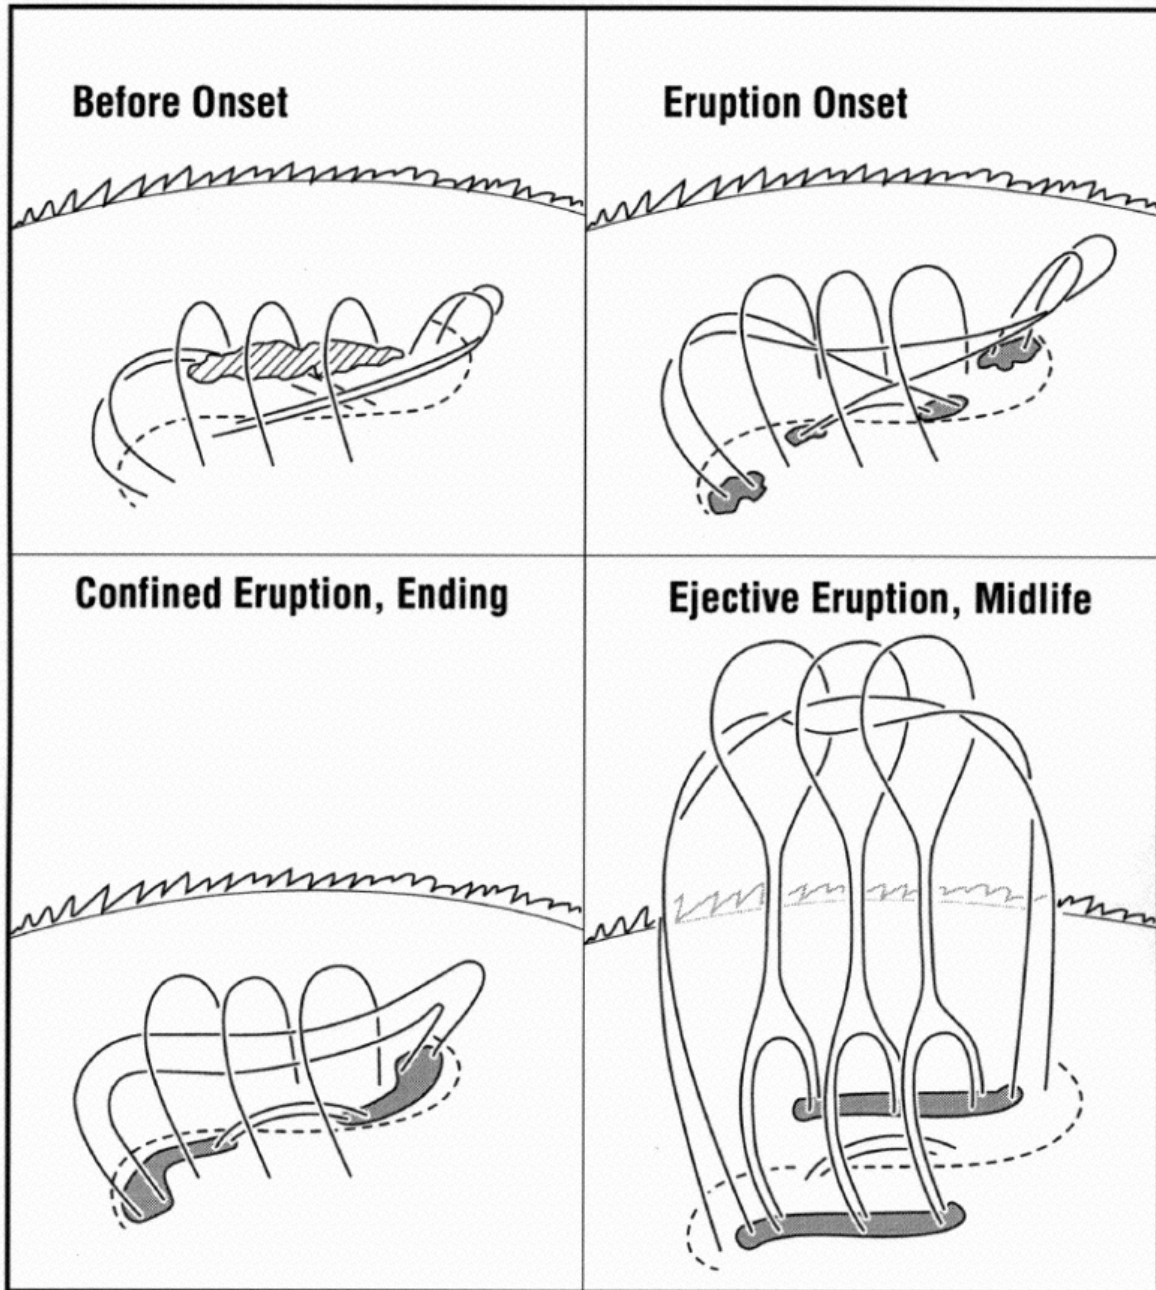 Before Onset
Eruption Onset
Confined Eruption, Ending
Ejective Eruption, Midlife